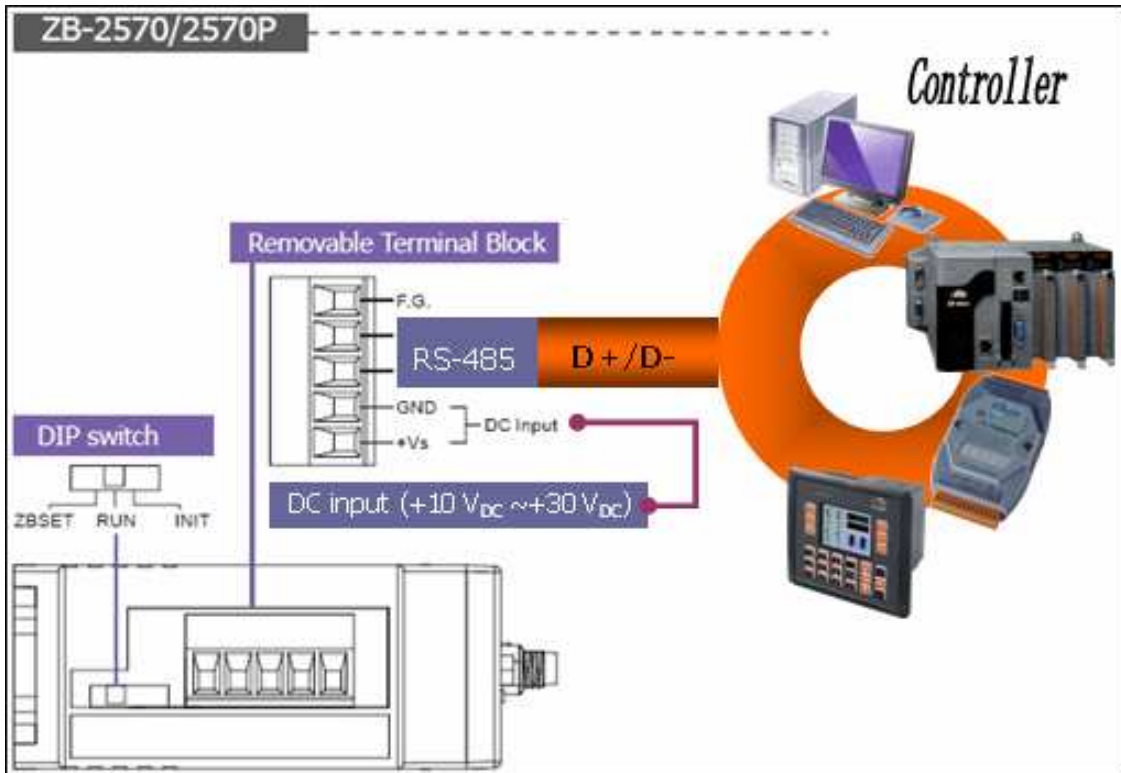 ZB-2570/2570P
Controller
Removable Terminal Block
F.G.
RS-485
D+/D-
GND
DC Input
+Vs
DIP switch
DC input (+10 VDC ~+30 VDC)
ZBSET RUN INIT